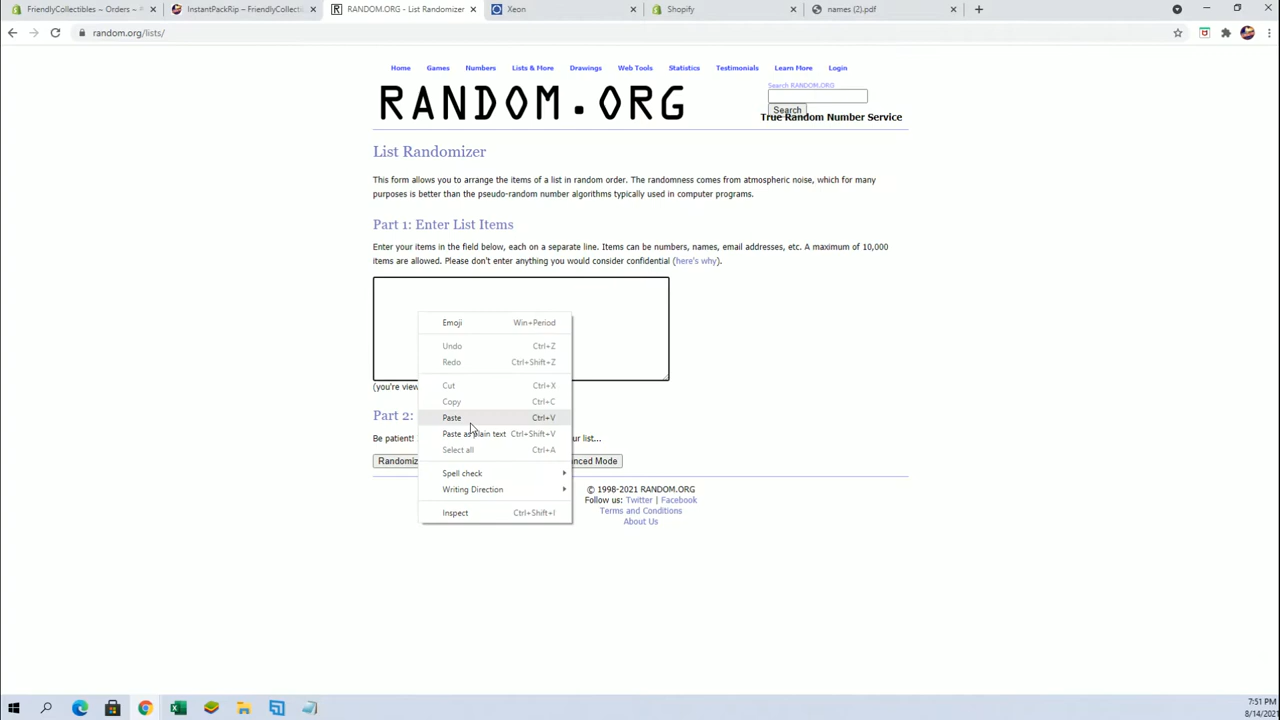 FriendlyCollectibles ~ Orders ~
InstantPackRip – FriendlyCollecti
RANDOM.ORG - List Randomizer
Xeon
Shopify
names (2).pdf
random.org/lists/
Home Games Numbers Lists & More Drawings Web Tools Statistics Testimonials Learn More Login
RANDOM.ORG
Search RANDOM.ORG
Search
True Random Number Service
List Randomizer
This form allows you to arrange the items of a list in random order. The randomness comes from atmospheric noise, which for many
purposes is better than the pseudo-random number algorithms typically used in computer programs.
Part 1: Enter List Items
Enter your items in the field below, each on a separate line. Items can be numbers, names, email addresses, etc. A maximum of 10,000
items are allowed. Please don't enter anything you would consider confidential (here's why).
Emoji Win+Period
Undo Ctrl+Z
Redo Ctrl+Shift+Z
Cut Ctrl+X
Copy Ctrl+C
Paste Ctrl+V
Paste as plain text Ctrl+Shift+V
Select all Ctrl+A
Spell check
Writing Direction
Inspect Ctrl+Shift+I
(you're view
Part 2:
Be patient! ur list...
Randomiz nced Mode
© 1998-2021 RANDOM.ORG
Follow us: Twitter | Facebook
Terms and Conditions
About Us
7:51 PM
8/14/2021